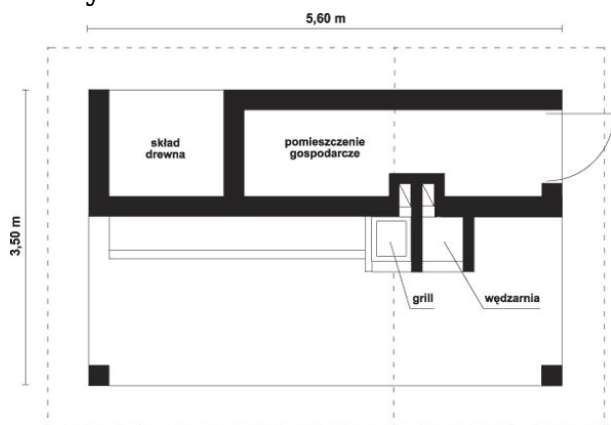 5,60 m
skład
drewna
pomieszczenie
gospodarcze
3,50 m
grill
wędzarnia